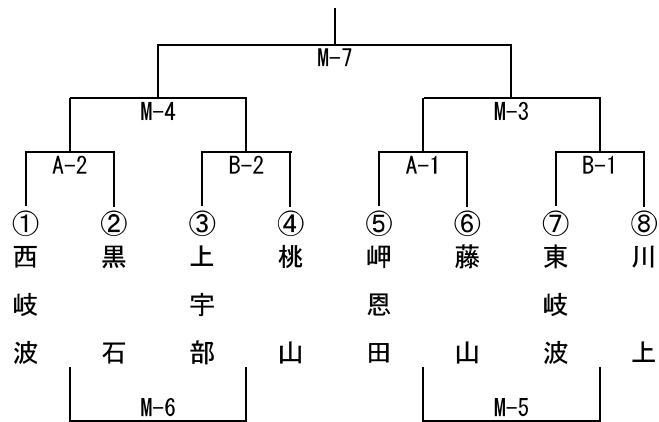 M-7
M-4
M-3
A-2
B-2
A-1
B-1
①西岐波
②黒石
③上宇部
④桃山
⑤岬恩田
⑥藤山
⑦東岐波
⑧川上
M-6
M-5